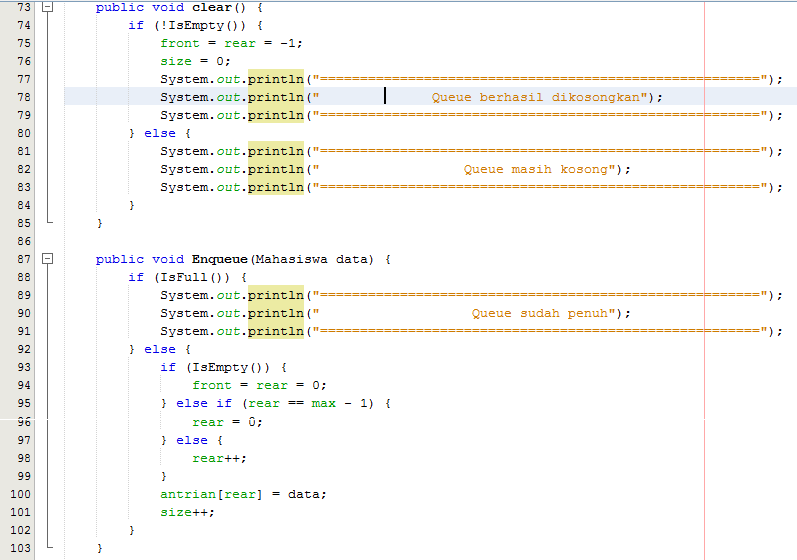 73 public void clear() {
74 if (!IsEmpty()) {
75 front = rear = -1;
76 size = 0;
77 System.out.println("=======================================================");
78 System.out.println("              Queue berhasil dikosongkan");
79 System.out.println("=======================================================");
80 } else {
81 System.out.println("=======================================================");
82 System.out.println("                  Queue masih kosong");
83 System.out.println("=======================================================");
84 }
85 }
86
87 public void Enqueue(Mahasiswa data) {
88 if (IsFull()) {
89 System.out.println("=======================================================");
90 System.out.println("                   Queue sudah penuh");
91 System.out.println("=======================================================");
92 } else {
93 if (IsEmpty()) {
94 front = rear = 0;
95 } else if (rear == max - 1) {
96 rear = 0;
97 } else {
98 rear++;
99 }
100 antrian[rear] = data;
101 size++;
102 }
103 }